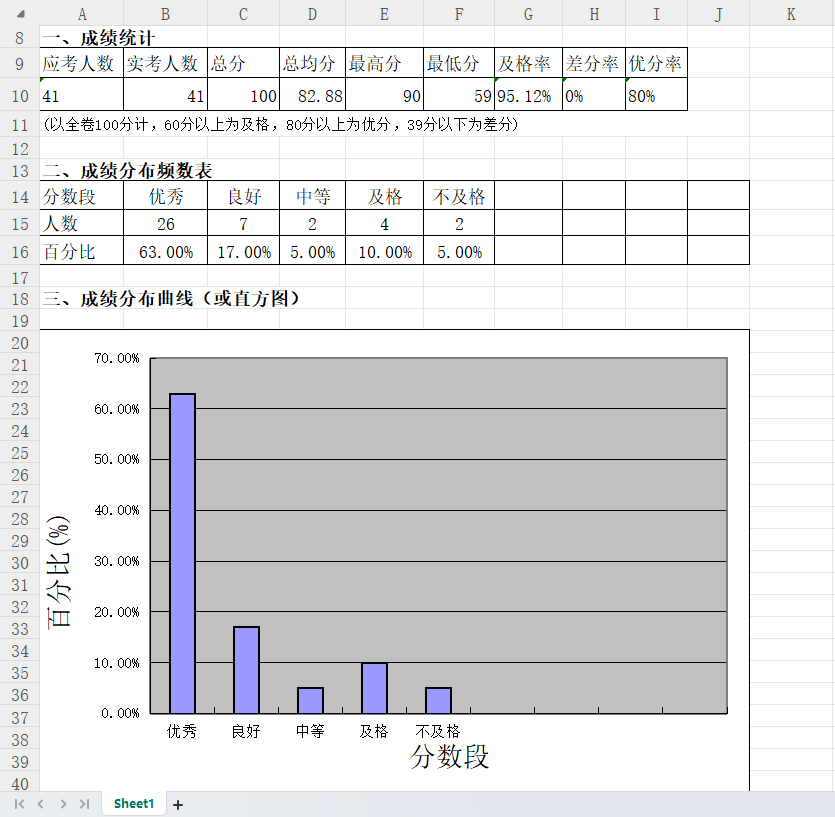 A B C D E F G H I J K
8 一、成绩统计
9 应考人数 实考人数 总分 总均分 最高分 最低分 及格率 差分率 优分率
10 41 41 100 82.88 90 59 95.12% 0% 80%
11 (以全卷100分计，60分以上为及格，80分以上为优分，39分以下为差分)
12
13 二、成绩分布频数表
14 分数段 优秀 良好 中等 及格 不及格
15 人数 26 7 2 4 2
16 百分比 63.00% 17.00% 5.00% 10.00% 5.00%
17
18 三、成绩分布曲线（或直方图）
19
20
21 70.00%
22
23 60.00%
24
25 50.00%
26
27
28 40.00%
29
30 30.00%
31
32 20.00%
33
34
35 10.00%
36
37 0.00%
38 优秀 良好 中等 及格 不及格
39 分数段
40
百分比(%)
Sheet1 +